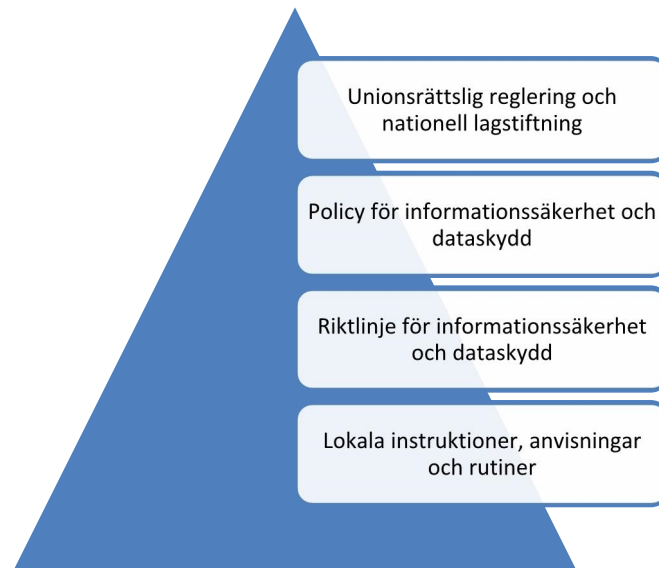 Unionsrättslig reglering och
nationell lagstiftning
Policy för informationssäkerhet och
dataskydd
Riktlinje för informationssäkerhet
och dataskydd
Lokala instruktioner, anvisningar
och rutiner